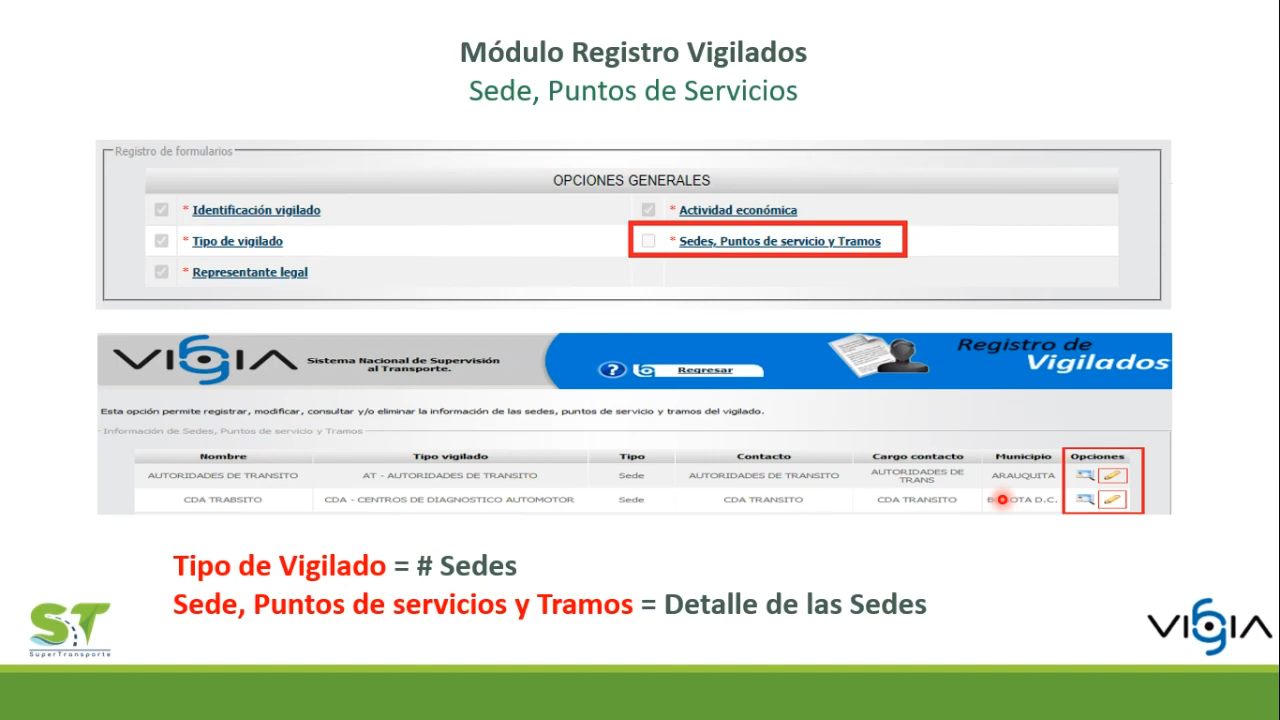 Módulo Registro Vigilados
Sede, Puntos de Servicios
Registro de formularios
OPCIONES GENERALES
* Identificación vigilado
* Actividad económica
* Tipo de vigilado
* Sedes, Puntos de servicio y Tramos
* Representante legal
VIGIA
Sistema Nacional de Supervisión
al Transporte.
? Regresar
Registro de
Vigilados
Esta opción permite registrar, modificar, consultar y/o eliminar la información de las sedes, puntos de servicio y tramos del vigilado.
Información de Sedes, Puntos de servicio y Tramos
Nombre Tipo vigilado Tipo Contacto Cargo contacto Municipio Opciones
AUTORIDADES DE TRANSITO AT - AUTORIDADES DE TRANSITO Sede AUTORIDADES DE TRANSITO AUTORIDADES DE TRANS ARAUQUITA
CDA TRABSITO CDA - CENTROS DE DIAGNOSTICO AUTOMOTOR Sede CDA TRANSITO CDA TRANSITO BOGOTA D.C.
Tipo de Vigilado = # Sedes
Sede, Puntos de servicios y Tramos = Detalle de las Sedes
ST
SuperTransporte
VIGIA